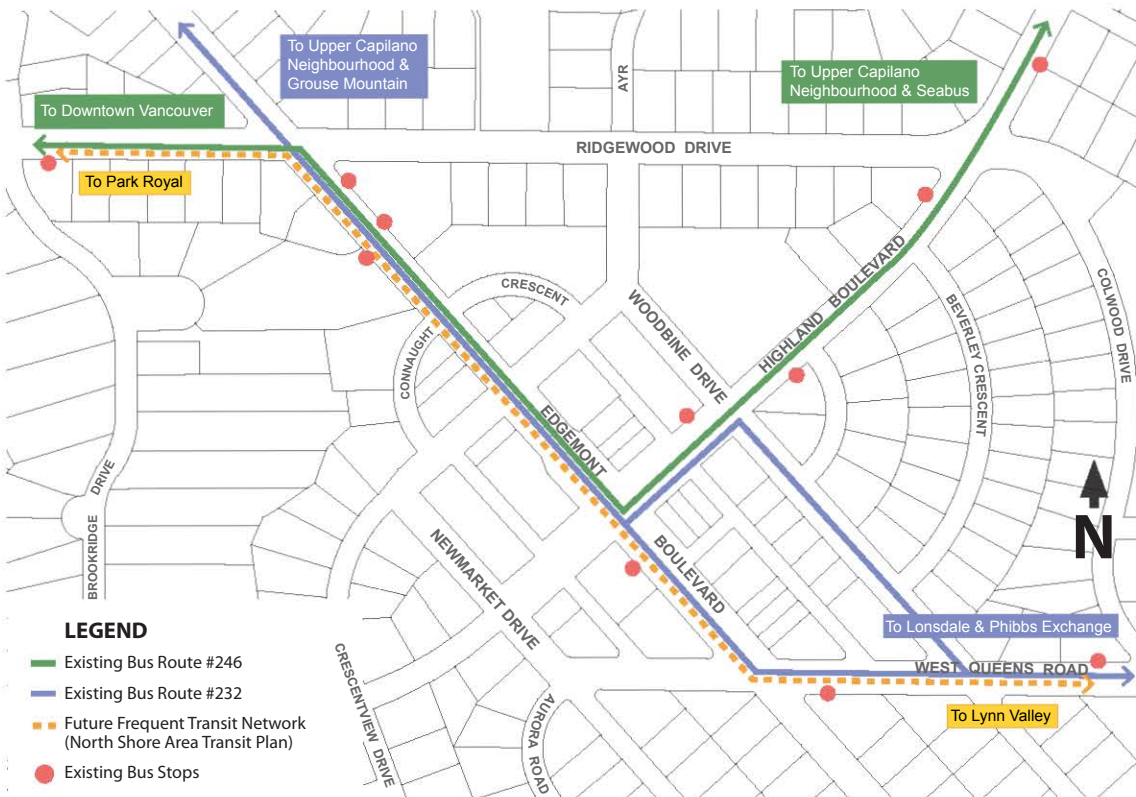 To Upper Capilano
Neighbourhood &
Grouse Mountain
AYR
To Upper Capilano
Neighbourhood & Seabus
To Downtown Vancouver
RIDGEWOOD DRIVE
To Park Royal
CRESCENT
WOODBINE DRIVE
HIGHLAND BOULEVARD
BEVERLEY CRESCENT
COLWOOD DRIVE
CONNAUGHT
EDGEMONT
BOULEVARD
BROOKRIDGE DRIVE
NEWMARKET DRIVE
N
To Lonsdale & Phibbs Exchange
WEST QUEENS ROAD
To Lynn Valley
CRESCENTVIEW DRIVE
AURORA ROAD
LEGEND
Existing Bus Route #246
Existing Bus Route #232
Future Frequent Transit Network
(North Shore Area Transit Plan)
Existing Bus Stops